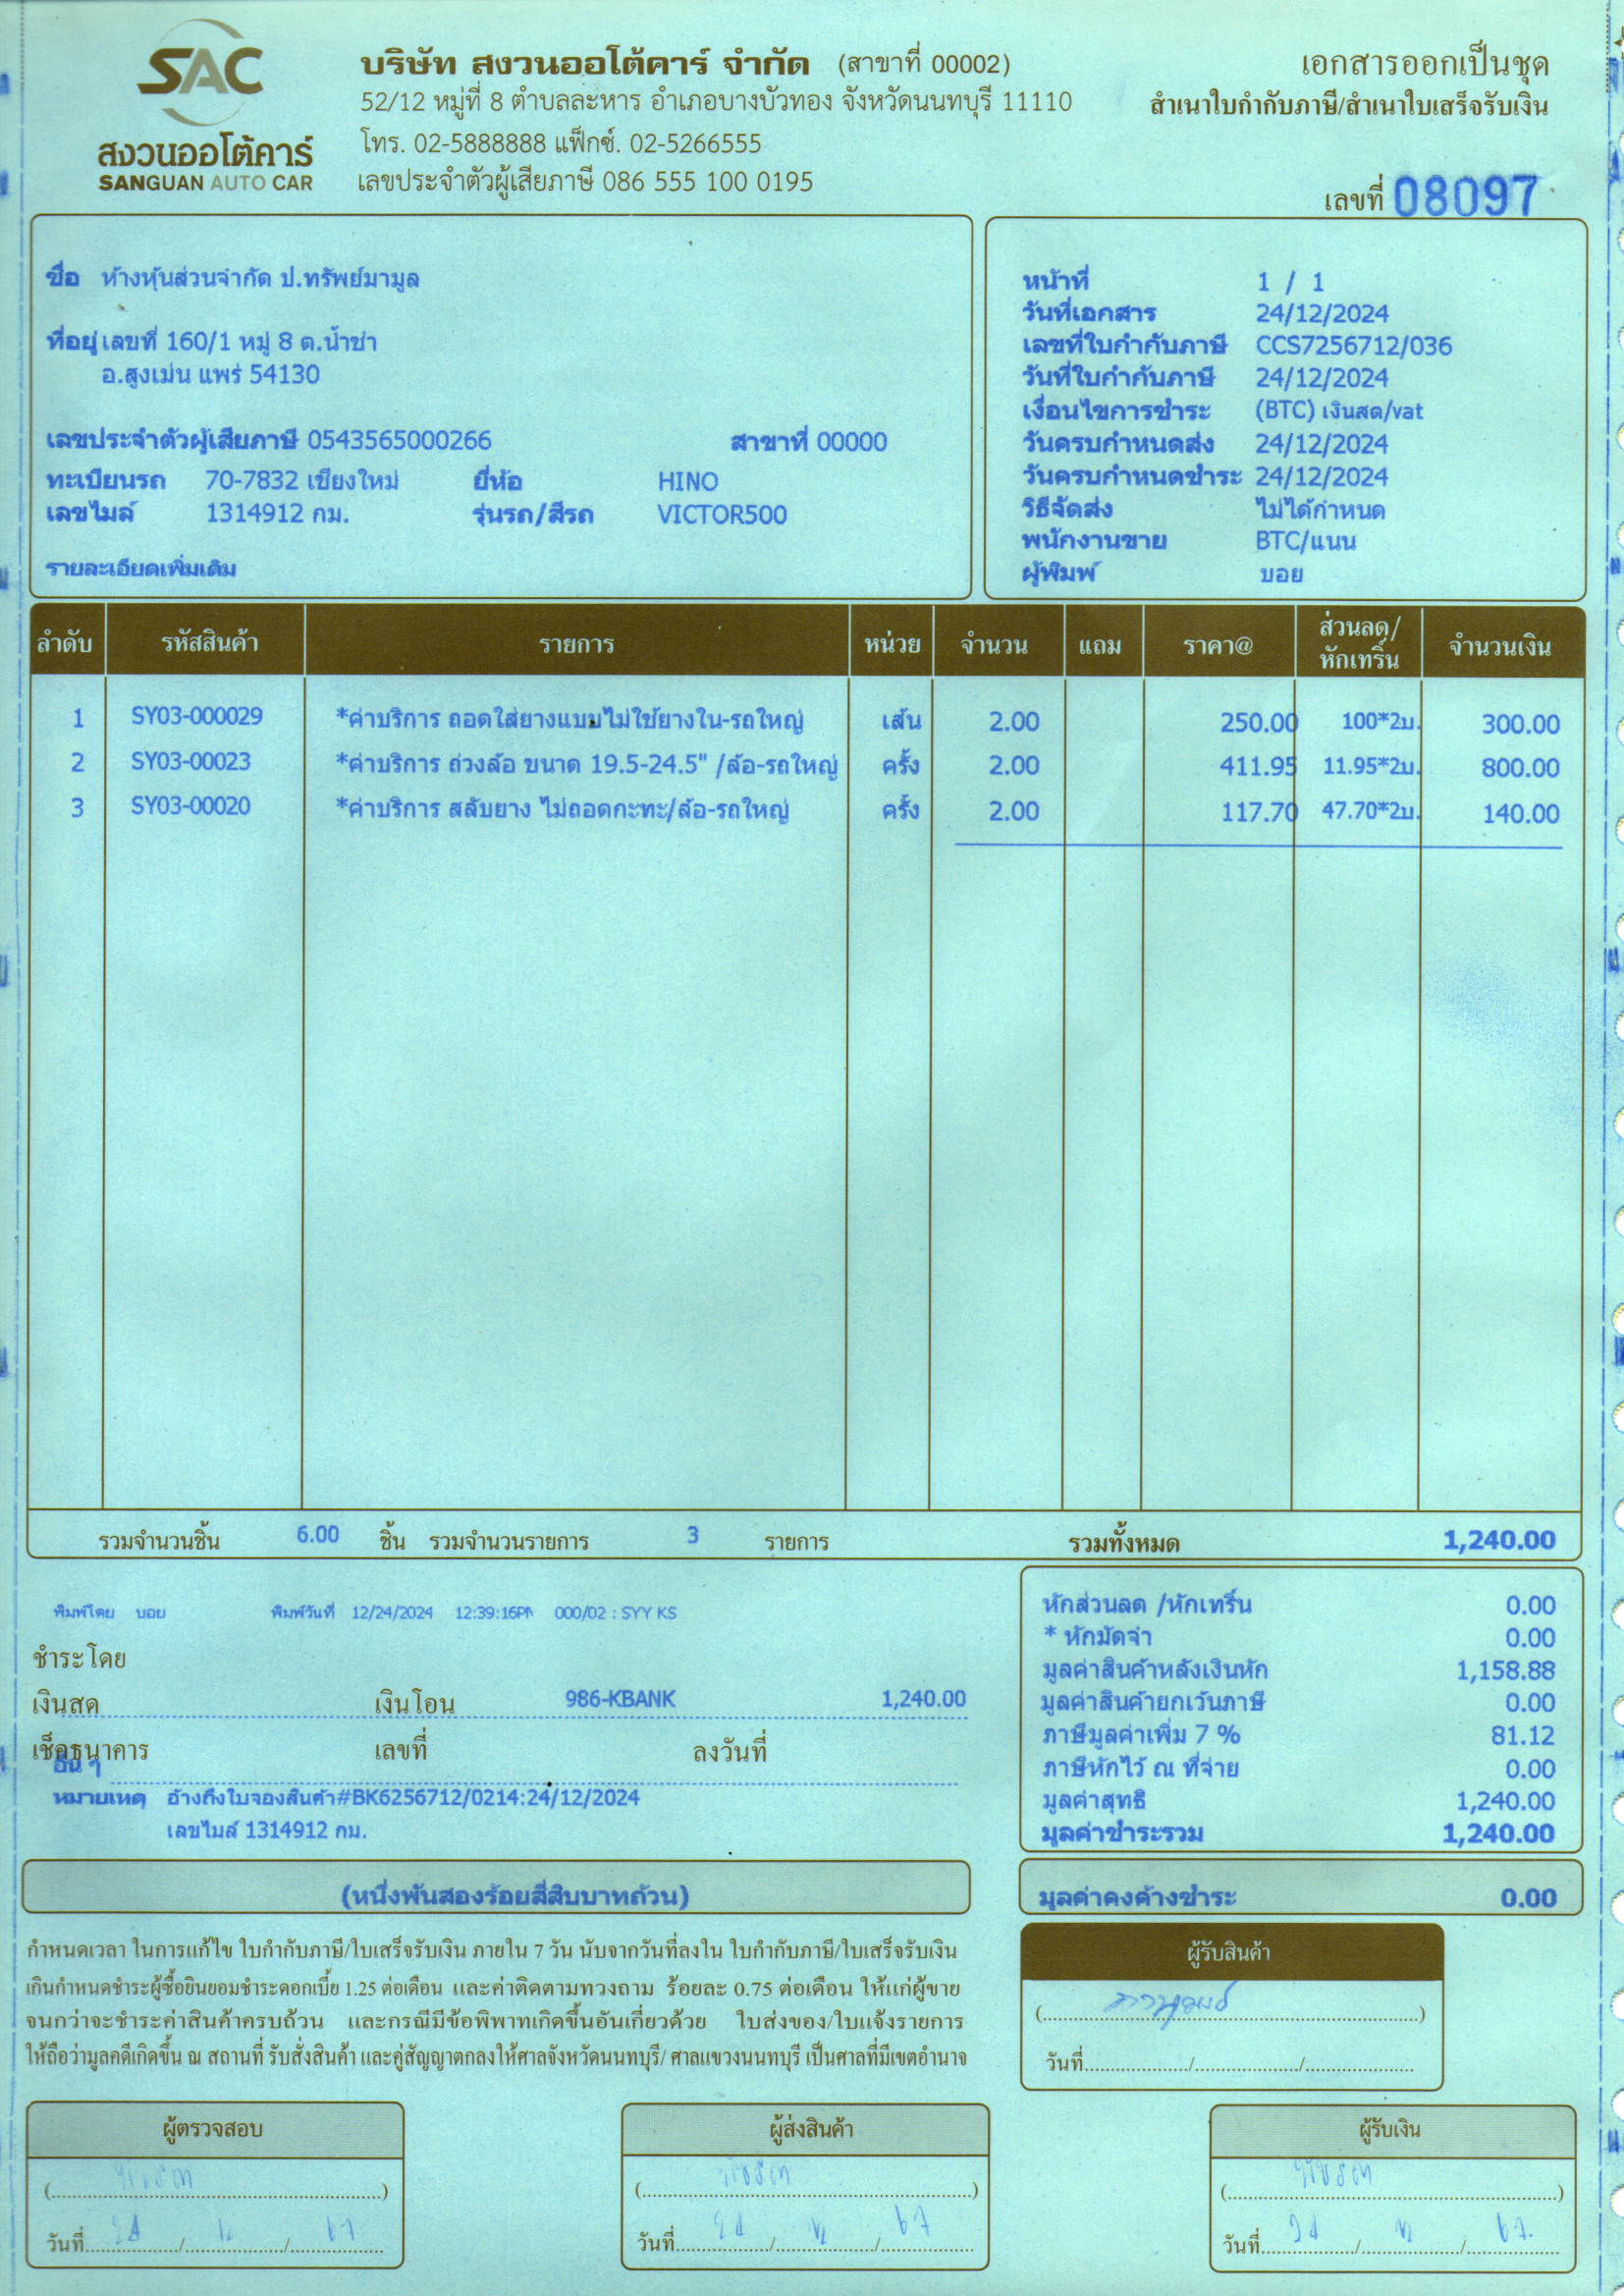 SAC
สงวนออโต้คาร์
SANGUAN AUTO CAR
บริษัท สงวนออโต้คาร์ จำกัด (สาขาที่ 00002)
52/12 หมู่ที่ 8 ตำบลละหาร อำเภอบางบัวทอง จังหวัดนนทบุรี 11110
โทร. 02-5888888 แฟ็กซ์. 02-5266555
เลขประจำตัวผู้เสียภาษี 086 555 100 0195
เอกสารออกเป็นชุด
สำเนาใบกำกับภาษี/สำเนาใบเสร็จรับเงิน
เลขที่ 08097
ชื่อ ห้างหุ้นส่วนจำกัด ป.ทรัพย์มามูล
ที่อยู่ เลขที่ 160/1 หมู่ 8 ต.น้ำชำ
อ.สูงเม่น แพร่ 54130
เลขประจำตัวผู้เสียภาษี 0543565000266 สาขาที่ 00000
ทะเบียนรถ 70-7832 เชียงใหม่ ยี่ห้อ HINO
เลขไมล์ 1314912 กม. รุ่นรถ/สีรถ VICTOR500
รายละเอียดเพิ่มเติม
หน้าที่ 1 / 1
วันที่เอกสาร 24/12/2024
เลขที่ใบกำกับภาษี CCS7256712/036
วันที่ใบกำกับภาษี 24/12/2024
เงื่อนไขการชำระ (BTC) เงินสด/vat
วันครบกำหนดส่ง 24/12/2024
วันครบกำหนดชำระ 24/12/2024
วิธีจัดส่ง ไม่ได้กำหนด
พนักงานขาย BTC/แนน
ผู้พิมพ์ บอย
ลำดับ รหัสสินค้า รายการ หน่วย จำนวน แถม ราคา@ ส่วนลด/หักเทริ์น จำนวนเงิน
1 SY03-000029 *ค่าบริการ ถอดใส่ยางแบบไม่ใช้ยางใน-รถใหญ่ เส้น 2.00 250.00 100*2บ. 300.00
2 SY03-00023 *ค่าบริการ ถ่วงล้อ ขนาด 19.5-24.5" /ล้อ-รถใหญ่ ครั้ง 2.00 411.95 11.95*2บ. 800.00
3 SY03-00020 *ค่าบริการ สลับยาง ไม่ถอดกะทะ/ล้อ-รถใหญ่ ครั้ง 2.00 117.70 47.70*2บ. 140.00
รวมจำนวนชิ้น 6.00 ชิ้น รวมจำนวนรายการ 3 รายการ รวมทั้งหมด 1,240.00
พิมพ์โดย บอย พิมพ์วันที่ 12/24/2024 12:39:16PM 000/02 : SYY KS
ชำระโดย
เงินสด เงินโอน 986-KBANK 1,240.00
เช็คธนาคาร เลขที่ ลงวันที่
อื่น ๆ
หมายเหตุ อ้างถึงใบจองสินค้า#BK6256712/0214:24/12/2024
เลขไมล์ 1314912 กม.
หักส่วนลด /หักเทริ์น 0.00
* หักมัดจำ 0.00
มูลค่าสินค้าหลังเงินหัก 1,158.88
มูลค่าสินค้ายกเว้นภาษี 0.00
ภาษีมูลค่าเพิ่ม 7 % 81.12
ภาษีหักไว้ ณ ที่จ่าย 0.00
มูลค่าสุทธิ 1,240.00
มูลค่าชำระรวม 1,240.00
(หนึ่งพันสองร้อยสี่สิบบาทถ้วน)
มูลค่าคงค้างชำระ 0.00
กำหนดเวลา ในการแก้ไข ใบกำกับภาษี/ใบเสร็จรับเงิน ภายใน 7 วัน นับจากวันที่ลงใน ใบกำกับภาษี/ใบเสร็จรับเงิน
เกินกำหนดชำระผู้ซื้อยินยอมชำระดอกเบี้ย 1.25 ต่อเดือน และค่าติดตามทวงถาม ร้อยละ 0.75 ต่อเดือน ให้แก่ผู้ขาย
จนกว่าจะชำระค่าสินค้าครบถ้วน และกรณีมีข้อพิพาทเกิดขึ้นอันเกี่ยวด้วย ใบส่งของ/ใบแจ้งรายการ
ให้ถือว่ามูลคดีเกิดขึ้น ณ สถานที่ รับสั่งสินค้า และคู่สัญญาตกลงให้ศาลจังหวัดนนทบุรี/ ศาลแขวงนนทบุรี เป็นศาลที่มีเขตอำนาจ
ผู้รับสินค้า
วันที่ / /
ผู้ตรวจสอบ ผู้ส่งสินค้า ผู้รับเงิน
วันที่ 24 / 12 / 67 วันที่ 24 / 12 / 67 วันที่ 24 / 12 / 67